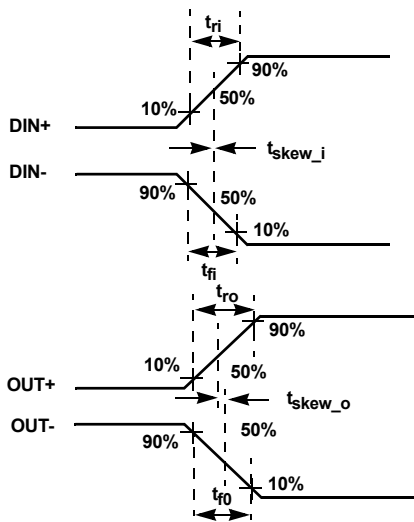 tri
90%
10%
50%
DIN+
tskew_i
DIN-
50%
90%
10%
tfi
tro
90%
10%
50%
OUT+
tskew_o
OUT-
50%
90%
10%
tf0